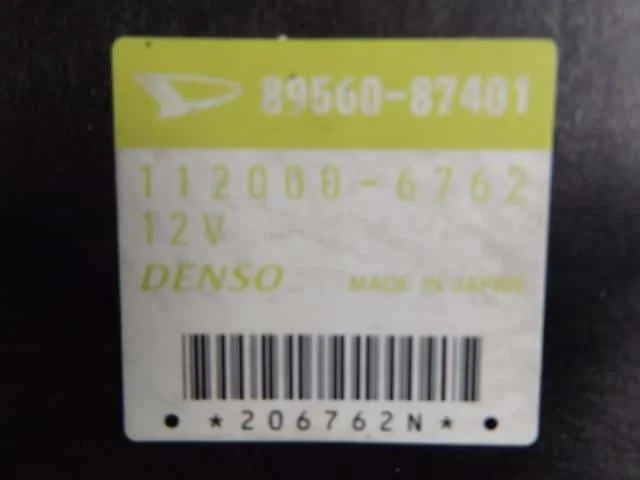 89560-87401
112000-6762
12V
DENSO MADE IN JAPAN
*206762N*